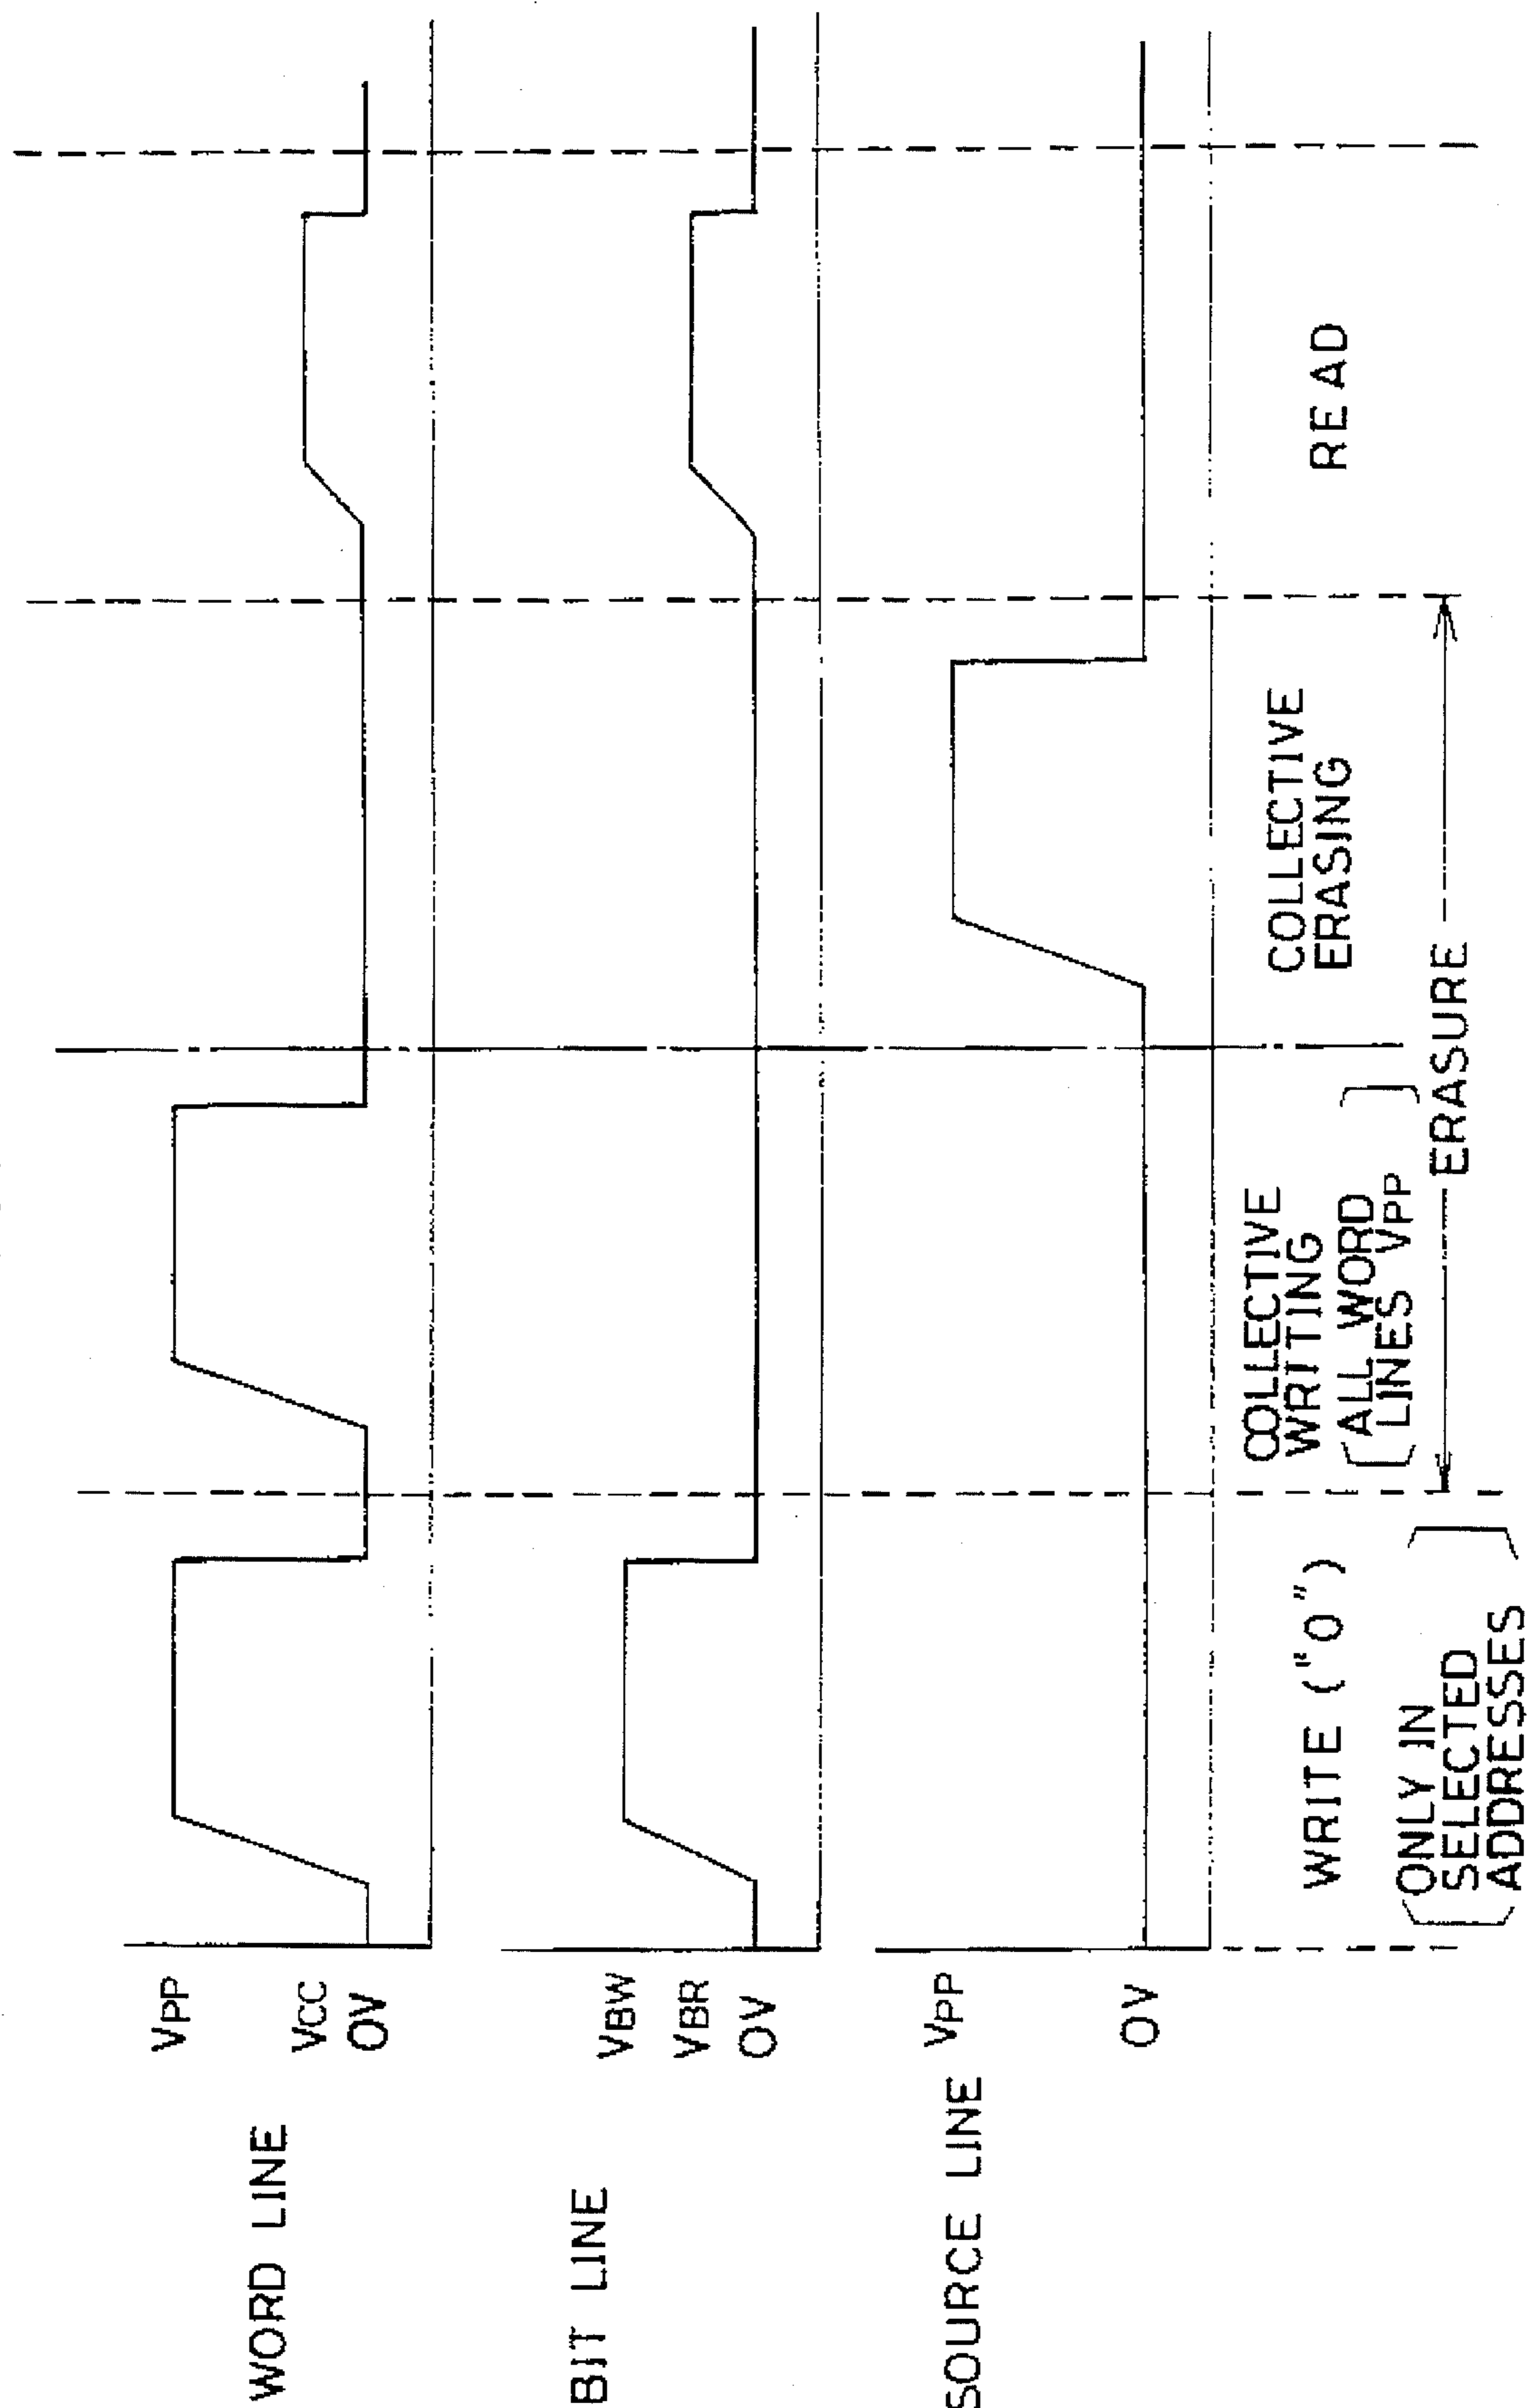 WORD LINE
VPP
VCC
0V
BIT LINE
VBW
VBR
0V
SOURCE LINE
VPP
0V
WRITE ("0")
(ONLY IN
SELECTED
ADDRESSES)
COLLECTIVE
WRITING
(ALL WORD
LINES VPP)
COLLECTIVE
ERASING
READ
ERASURE